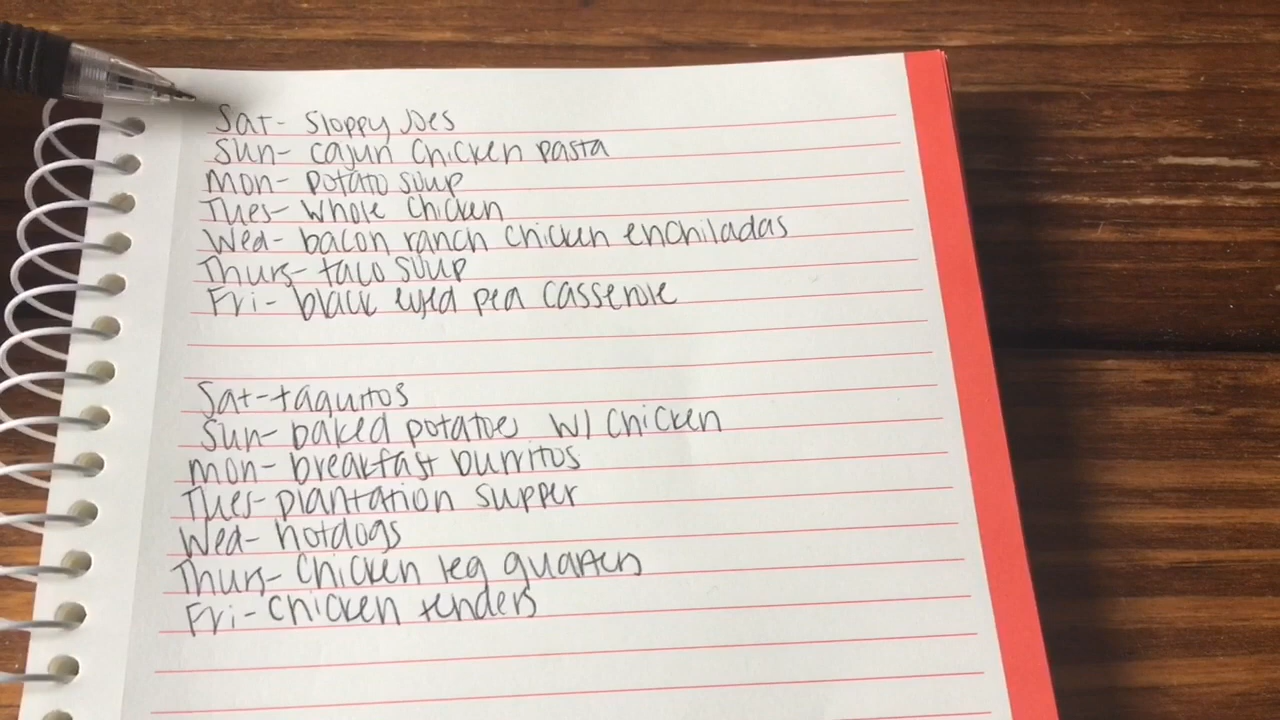 Sat- Sloppy Joes
Sun- cajun chicken pasta
Mon- potato soup
Tues- whole chicken
Wed- bacon ranch chicken enchiladas
Thurs- taco soup
Fri- black eyed pea casserole
Sat- taquitos
Sun- baked potatoes w/ chicken
Mon- breakfast burritos
Tues- plantation supper
Wed- hotdogs
Thurs- chicken leg quarters
Fri- chicken tenders